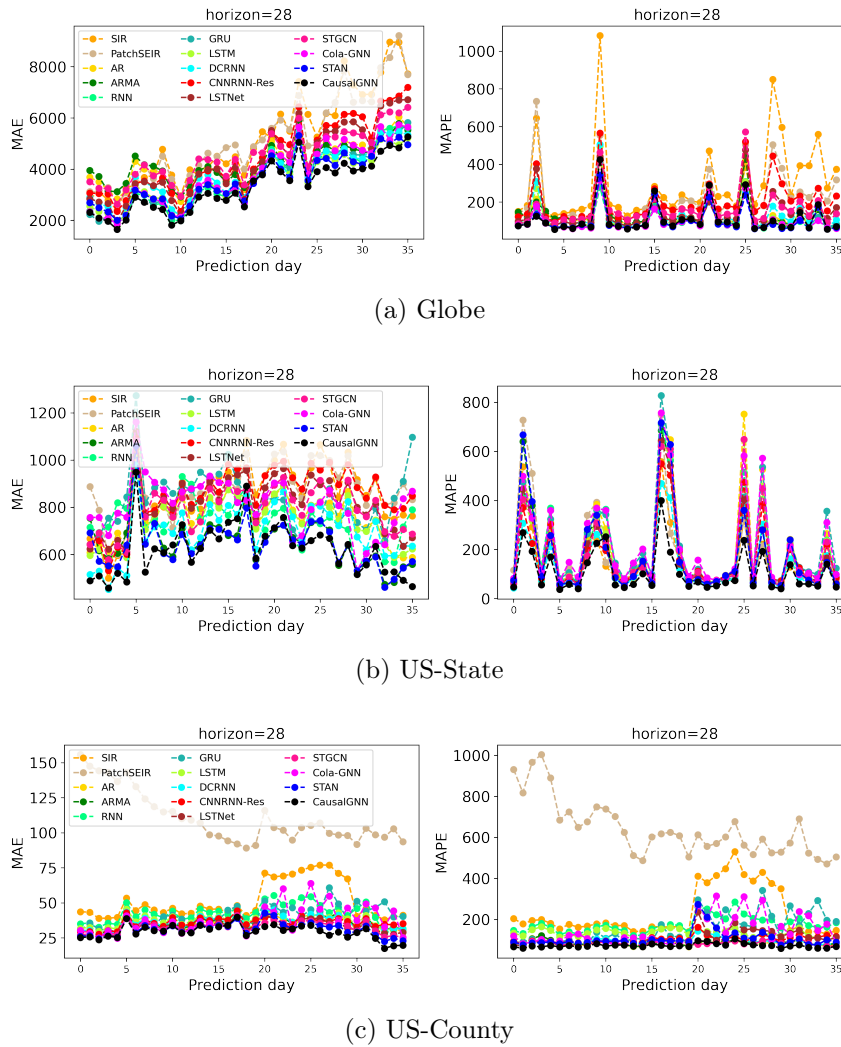 horizon=28
MAE
8000
6000
4000
2000
SIR
PatchSEIR
AR
ARMA
RNN
GRU
LSTM
DCRNN
CNNRNN-Res
LSTNet
STGCN
Cola-GNN
STAN
CausalGNN
0 5 10 15 20 25 30 35
Prediction day
horizon=28
MAPE
1000
800
600
400
200
0 5 10 15 20 25 30 35
Prediction day
(a) Globe
horizon=28
MAE
1200
1000
800
600
SIR
PatchSEIR
AR
ARMA
RNN
GRU
LSTM
DCRNN
CNNRNN-Res
LSTNet
STGCN
Cola-GNN
STAN
CausalGNN
0 5 10 15 20 25 30 35
Prediction day
horizon=28
MAPE
800
600
400
200
0
0 5 10 15 20 25 30 35
Prediction day
(b) US-State
horizon=28
MAE
150
125
100
75
50
25
SIR
PatchSEIR
AR
ARMA
RNN
GRU
LSTM
DCRNN
CNNRNN-Res
LSTNet
STGCN
Cola-GNN
STAN
CausalGNN
0 5 10 15 20 25 30 35
Prediction day
horizon=28
MAPE
1000
800
600
400
200
0 5 10 15 20 25 30 35
Prediction day
(c) US-County